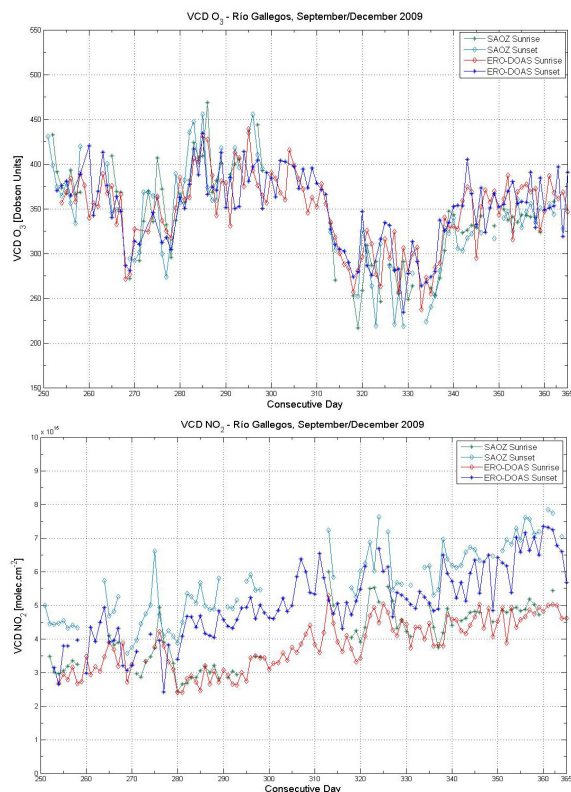 VCD O3 - Río Gallegos, September/December 2009
550
500
450
400
350
300
250
200
150
VCD O3 [Dobson Units]
SAOZ Sunrise
SAOZ Sunset
ERO-DOAS Sunrise
ERO-DOAS Sunset
250 260 270 280 290 300 310 320 330 340 350 360 365
Consecutive Day
VCD NO2 - Río Gallegos, September/December 2009
10 x 10^15
9
8
7
6
5
4
3
2
1
0
VCD NO2 [molec.cm-2]
SAOZ Sunrise
SAOZ Sunset
ERO-DOAS Sunrise
ERO-DOAS Sunset
250 260 270 280 290 300 310 320 330 340 350 360 365
Consecutive Day